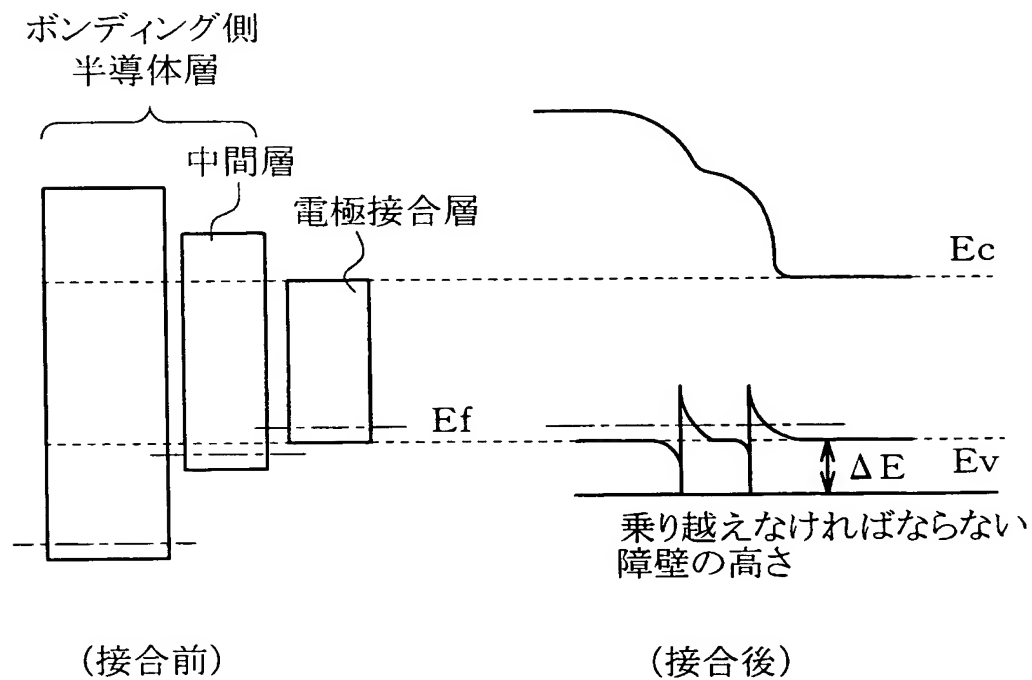 ボンディング側
半導体層
中間層
電極接合層
Ec
Ef
ΔE
Ev
乗り越えなければならない
障壁の高さ
(接合前)
(接合後)